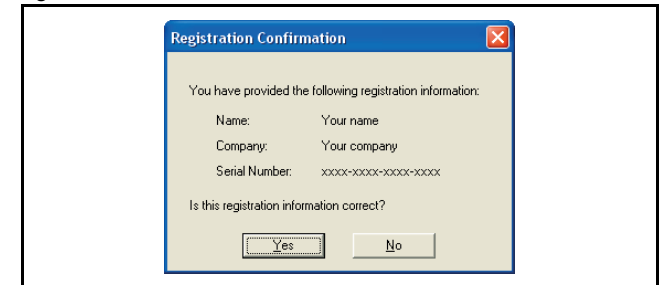 Registration Confirmation
You have provided the following registration information:
Name: Your name
Company: Your company
Serial Number: xxxx-xxxx-xxxx-xxxx
Is this registration information correct?
Yes No